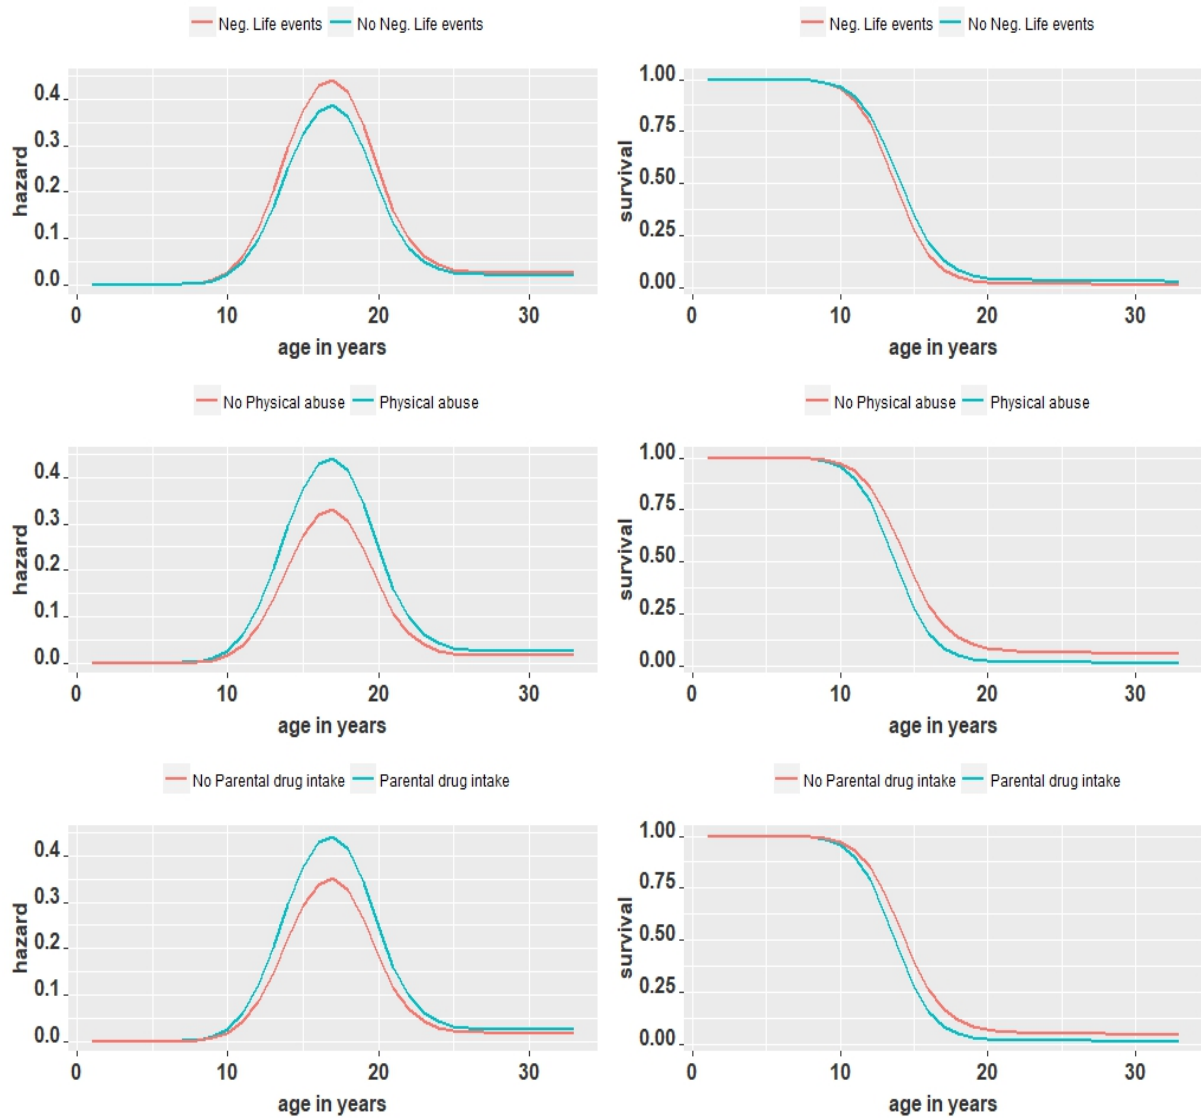 Neg. Life events No Neg. Life events
hazard
0.4
0.3
0.2
0.1
0.0
0 10 20 30
age in years
Neg. Life events No Neg. Life events
survival
1.00
0.75
0.50
0.25
0.00
0 10 20 30
age in years
No Physical abuse Physical abuse
hazard
0.4
0.3
0.2
0.1
0.0
0 10 20 30
age in years
No Physical abuse Physical abuse
survival
1.00
0.75
0.50
0.25
0.00
0 10 20 30
age in years
No Parental drug intake Parental drug intake
hazard
0.4
0.3
0.2
0.1
0.0
0 10 20 30
age in years
No Parental drug intake Parental drug intake
survival
1.00
0.75
0.50
0.25
0.00
0 10 20 30
age in years